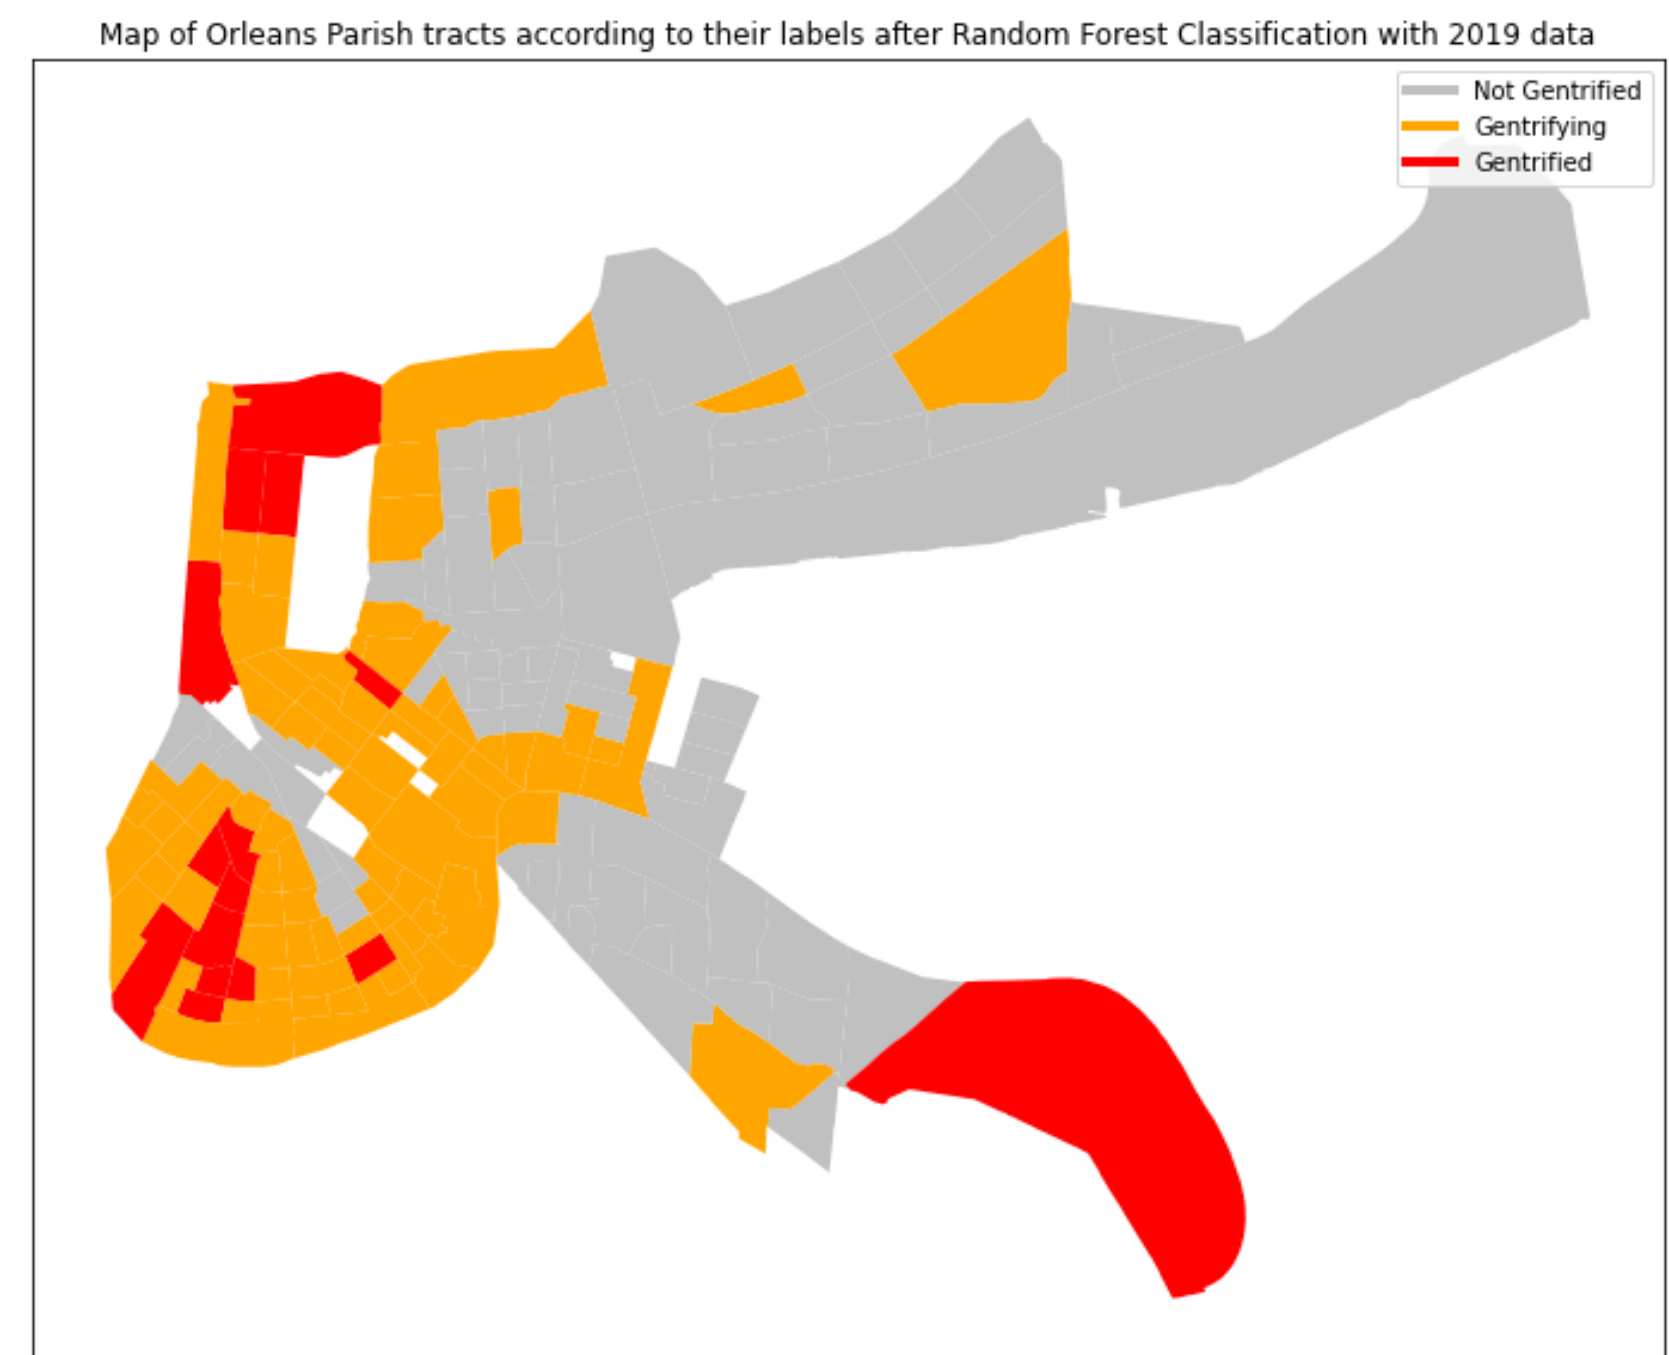 Map of Orleans Parish tracts according to their labels after Random Forest Classification with 2019 data
Not Gentrified
Gentrifying
Gentrified